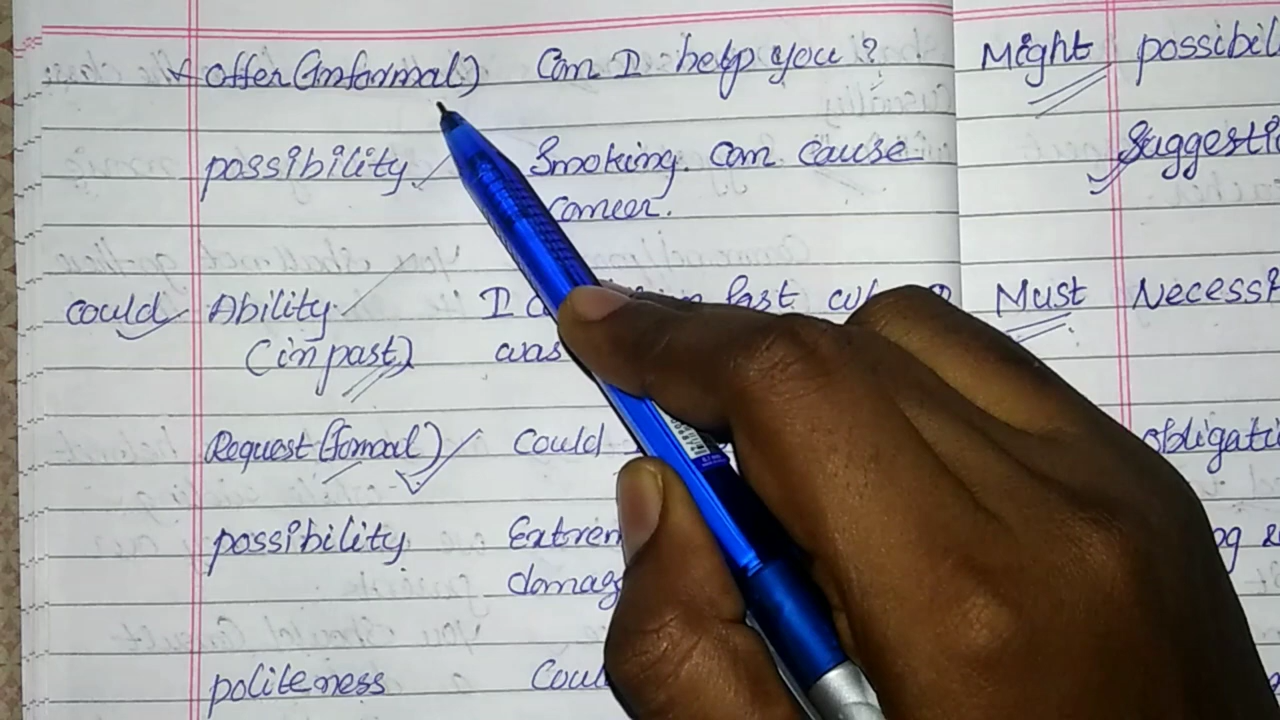 offer (informal) Can I help you? Might possibil
possibility Smoking. can cause Suggesti
cancer.
could Ability I fast Must Necessi
(in past) was
Request (formal) Could obligati
possibility Extrem
damag
politeness Coul